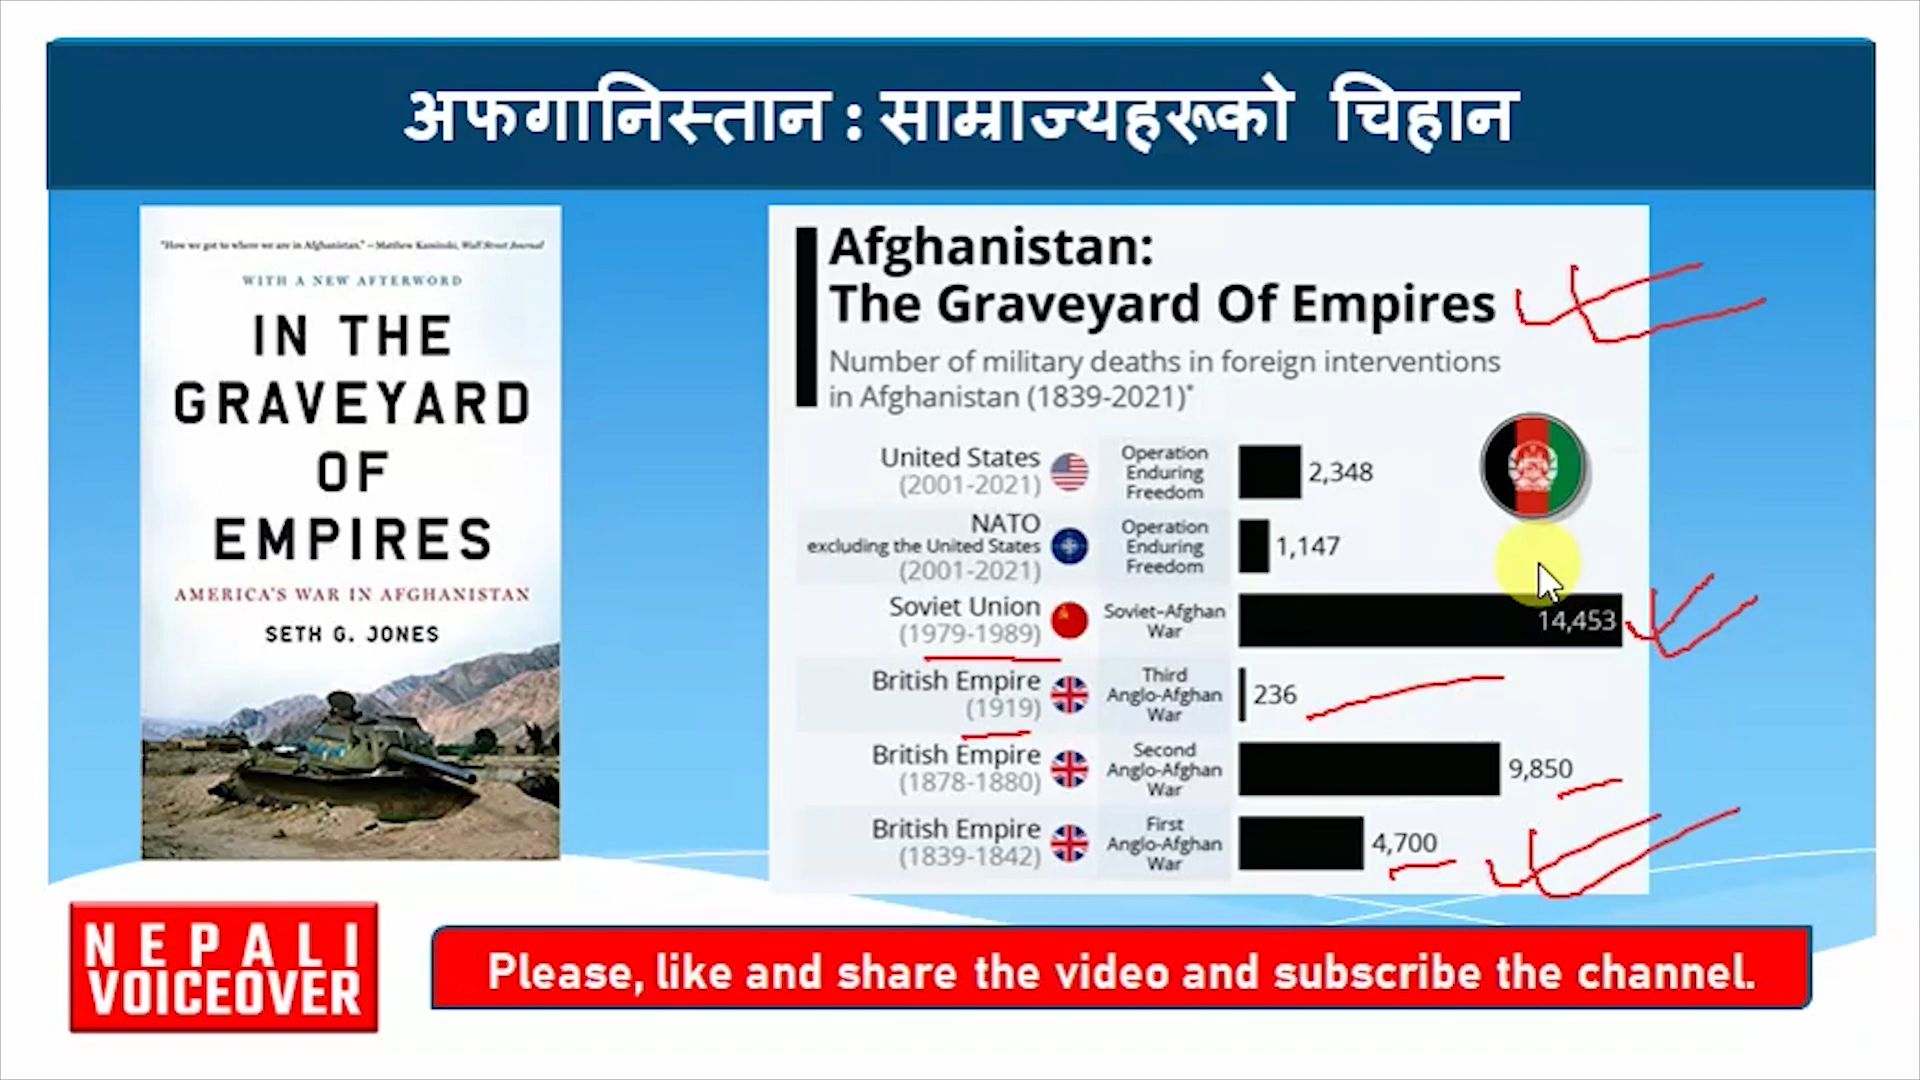 अफगानिस्तान : साम्राज्यहरूको चिहान
"How we got to where we are in Afghanistan." – Matthew Kaminski, Wall Street Journal
WITH A NEW AFTERWORD
IN THE
GRAVEYARD
OF
EMPIRES
AMERICA'S WAR IN AFGHANISTAN
SETH G. JONES
Afghanistan:
The Graveyard Of Empires
Number of military deaths in foreign interventions
in Afghanistan (1839-2021)*
United States
(2001-2021)
Operation
Enduring
Freedom
2,348
NATO
excluding the United States
(2001-2021)
Operation
Enduring
Freedom
1,147
Soviet Union
(1979-1989)
Soviet–Afghan
War
14,453
British Empire
(1919)
Third
Anglo-Afghan
War
236
British Empire
(1878-1880)
Second
Anglo-Afghan
War
9,850
British Empire
(1839-1842)
First
Anglo-Afghan
War
4,700
NEPALI
VOICEOVER
Please, like and share the video and subscribe the channel.